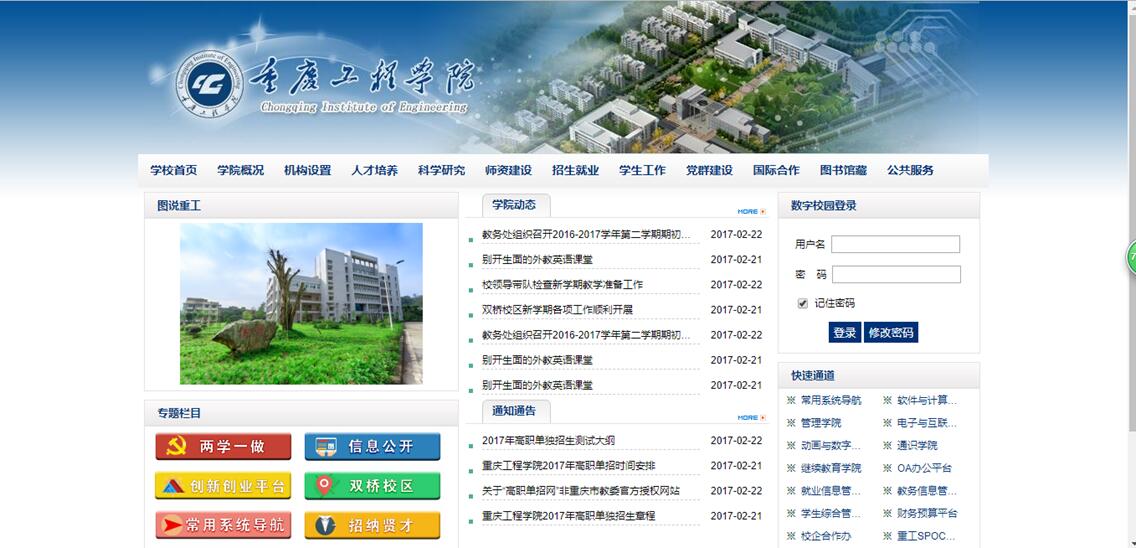 重庆工程学院
Chongqing Institute of Engineering
学校首页 学院概况 机构设置 人才培养 科学研究 师资建设 招生就业 学生工作 党群建设 国际合作 图书馆藏 公共服务
图说重工
学院动态
MORE
教务处组织召开2016-2017学年第二学期期初... 2017-02-22
别开生面的外教英语课堂 2017-02-21
校领导带队检查新学期教学准备工作 2017-02-22
双桥校区新学期各项工作顺利开展 2017-02-21
教务处组织召开2016-2017学年第二学期期初... 2017-02-22
别开生面的外教英语课堂 2017-02-21
别开生面的外教英语课堂 2017-02-21
数字校园登录
用户名
密 码
记住密码
登录 修改密码
专题栏目
两学一做 信息公开
创新创业平台 双桥校区
常用系统导航 招纳贤才
通知通告
MORE
2017年高职单独招生测试大纲 2017-02-22
重庆工程学院2017年高职单招时间安排 2017-02-21
关于“高职单招网”非重庆市教委官方授权网站 2017-02-22
重庆工程学院2017年高职单独招生章程 2017-02-21
快速通道
※ 常用系统导航 ※ 软件与计算...
※ 管理学院 ※ 电子与互联...
※ 动画与数字... ※ 通识学院
※ 继续教育学院 ※ OA办公平台
※ 就业信息管... ※ 教务信息管...
※ 学生综合管... ※ 财务预算平台
※ 校企合作办 ※ 重工SPOC...